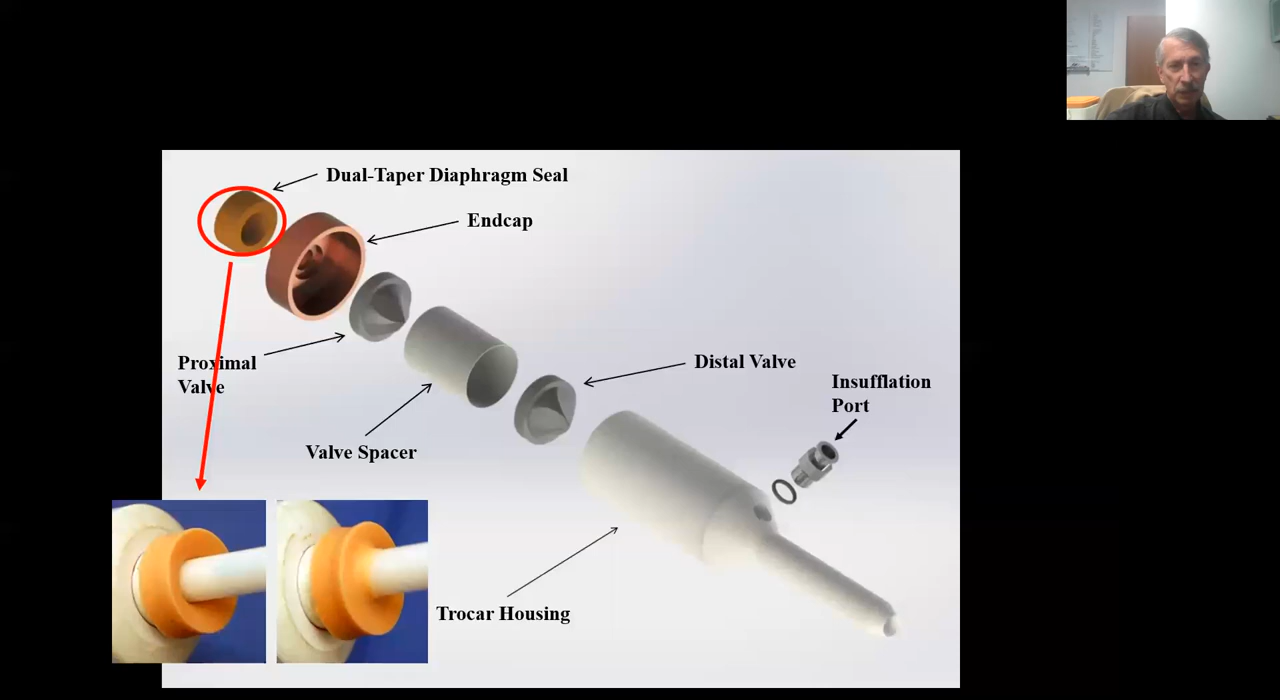 Dual-Taper Diaphragm Seal
Endcap
Proximal
Valve
Distal Valve
Insufflation
Port
Valve Spacer
Trocar Housing